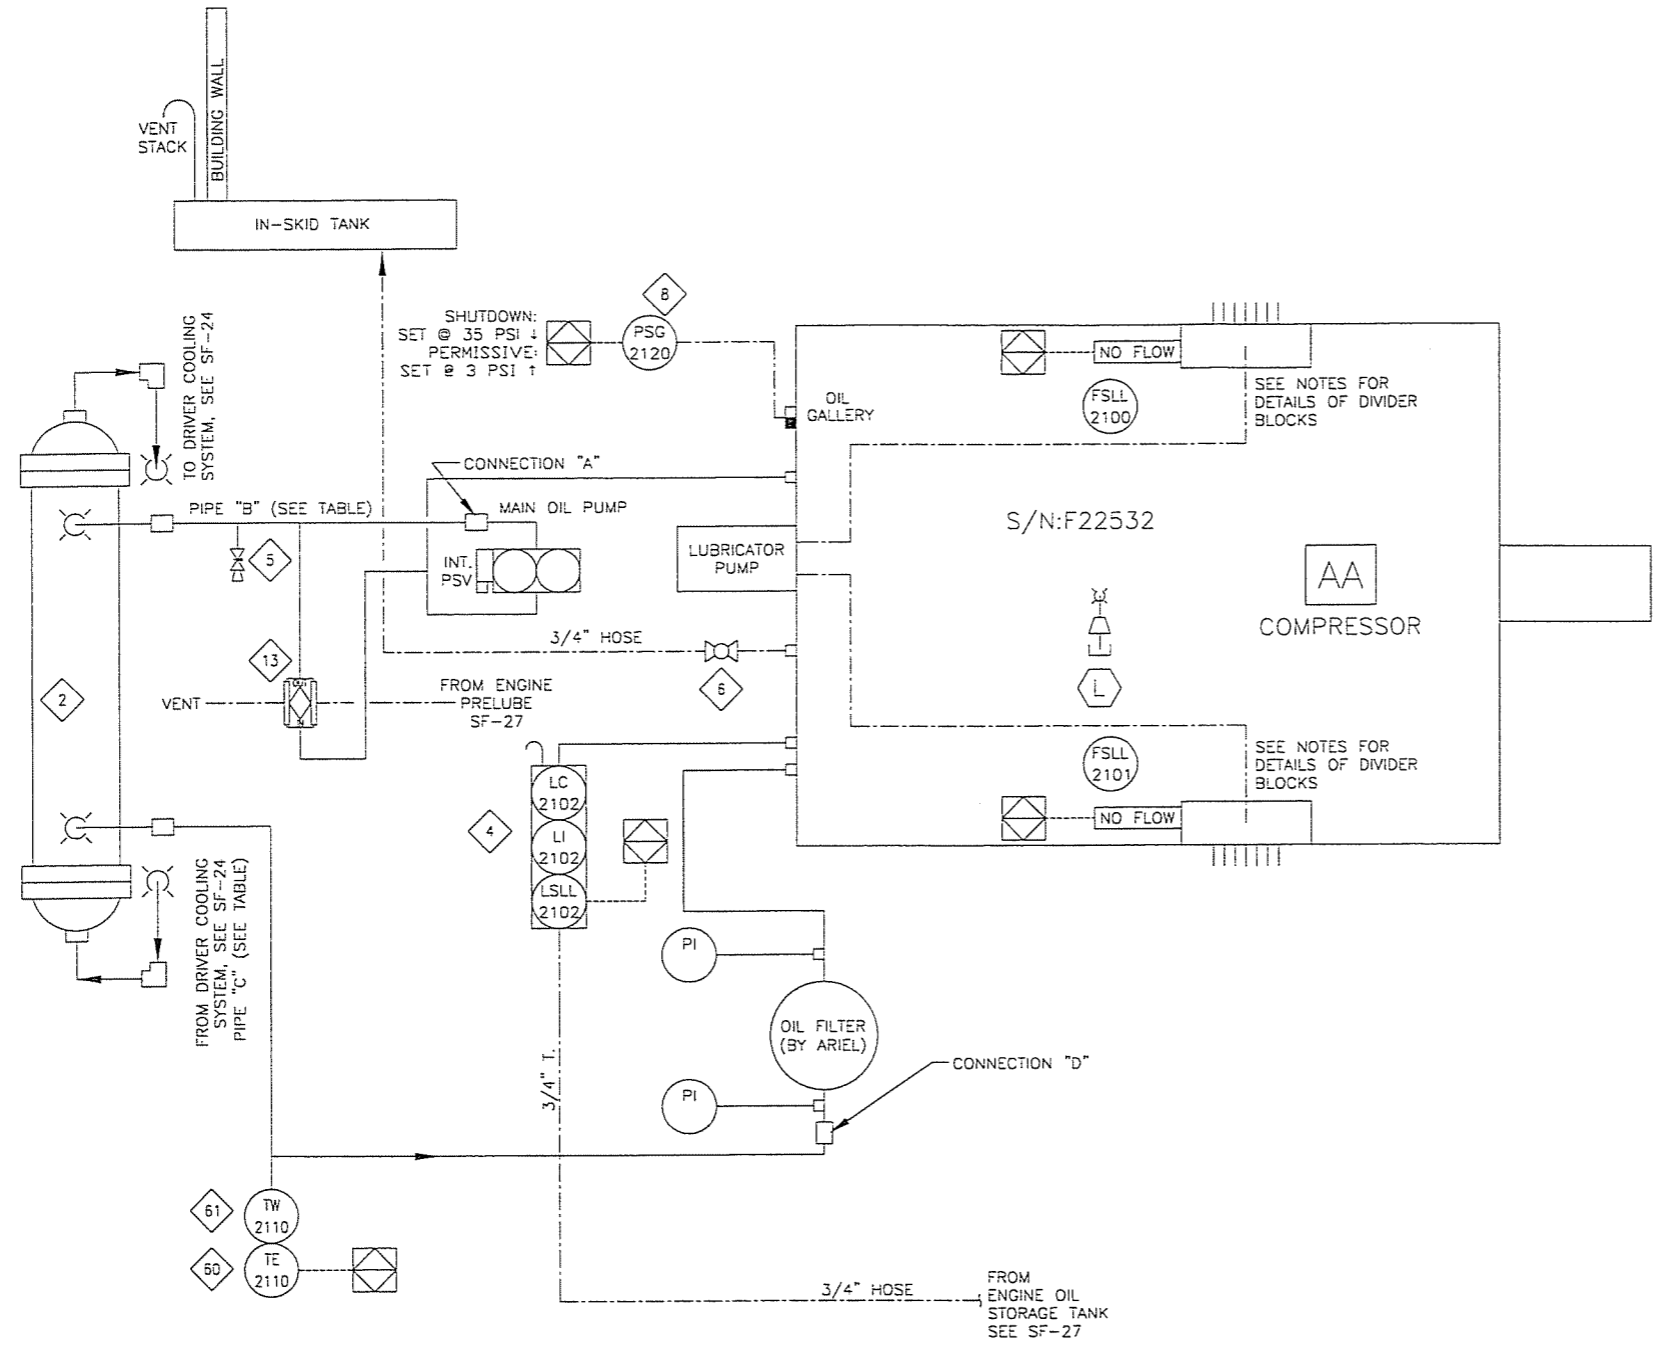 BUILDING WALL
VENT
STACK
IN-SKID TANK
TO DRIVER COOLING
SYSTEM, SEE SF-24
SHUTDOWN:
SET @ 35 PSI ↓
PERMISSIVE:
SET @ 3 PSI ↑
8
PSG
2120
OIL
GALLERY
NO FLOW
FSLL
2100
SEE NOTES FOR
DETAILS OF DIVIDER
BLOCKS
CONNECTION "A"
PIPE "B" (SEE TABLE)
MAIN OIL PUMP
5
INT.
PSV
LUBRICATOR
PUMP
S/N:F22532
AA
COMPRESSOR
3/4" HOSE
6
13
VENT
FROM ENGINE
PRELUBE
SF-27
2
L
FSLL
2101
SEE NOTES FOR
DETAILS OF DIVIDER
BLOCKS
NO FLOW
4
LC
2102
LI
2102
LSLL
2102
FROM DRIVER COOLING
SYSTEM, SEE SF-24
PIPE "C" (SEE TABLE)
PI
OIL FILTER
(BY ARIEL)
CONNECTION "D"
PI
3/4" T.
61
TW
2110
60
TE
2110
3/4" HOSE
FROM
ENGINE OIL
STORAGE TANK
SEE SF-27